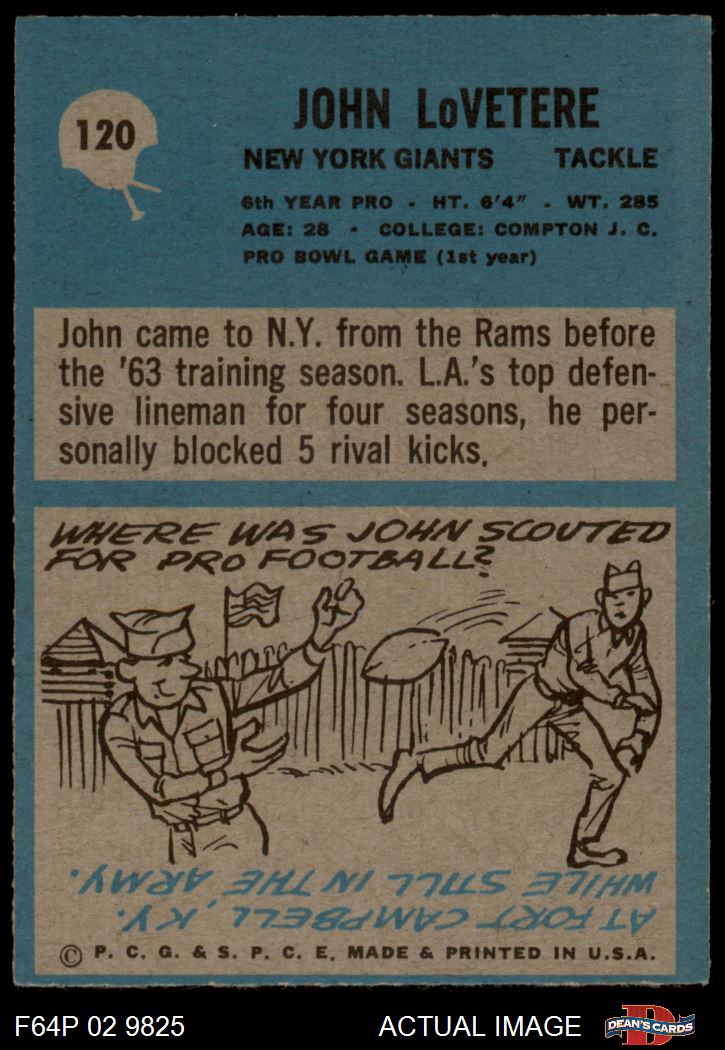 120
JOHN LoVETERE
NEW YORK GIANTS TACKLE
6th YEAR PRO - HT. 6'4" - WT. 285
AGE: 28 - COLLEGE: COMPTON J. C.
PRO BOWL GAME (1st year)
John came to N.Y. from the Rams before
the '63 training season. L.A.'s top defen-
sive lineman for four seasons, he per-
sonally blocked 5 rival kicks.
WHERE WAS JOHN SCOUTED
FOR PRO FOOTBALL?
AT FORT CAMPBELL, KY.
WHILE STILL IN THE ARMY.
© P. C. G. & S. P. C. E. MADE & PRINTED IN U.S.A.
F64P 02 9825 ACTUAL IMAGE
D
DEAN'S CARDS